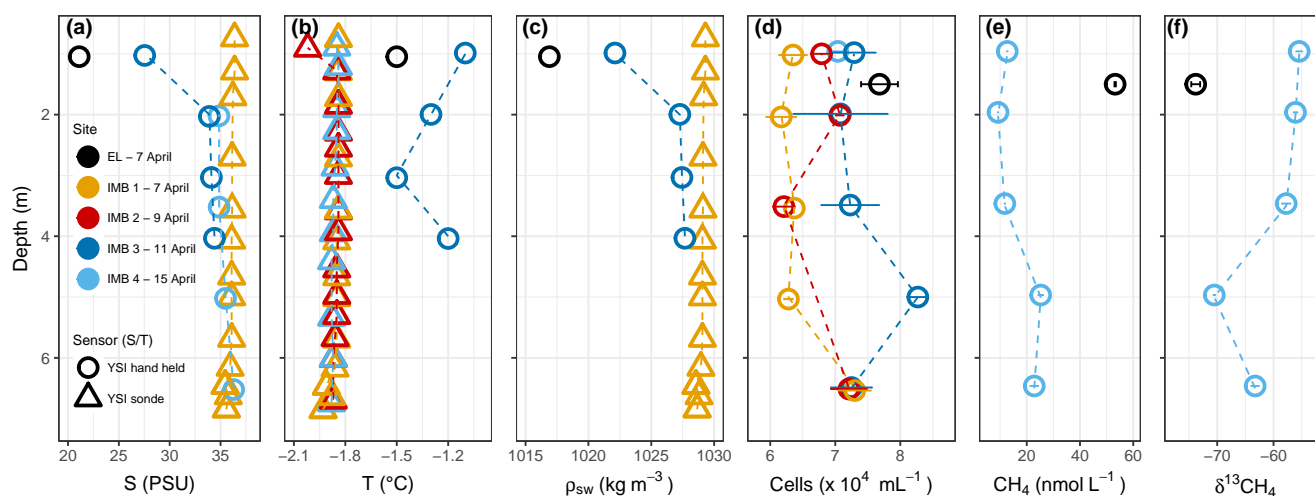 (a) (b) (c) (d) (e) (f)
Depth (m)
2
4
6
Site
EL − 7 April
IMB 1 − 7 April
IMB 2 − 9 April
IMB 3 − 11 April
IMB 4 − 15 April
Sensor (S/T)
YSI hand held
YSI sonde
20 25 30 35
S (PSU)
−2.1 −1.8 −1.5 −1.2
T (°C)
1015 1020 1025 1030
ρsw (kg m⁻³)
6 7 8
Cells (x 10⁴ mL⁻¹)
20 40 60
CH₄ (nmol L⁻¹)
−70 −60
δ¹³CH₄